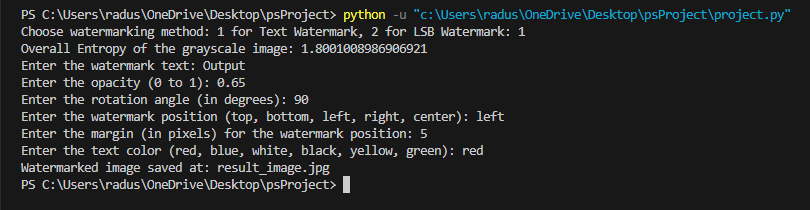 PS C:\Users\radus\OneDrive\Desktop\psProject> python -u "c:\Users\radus\OneDrive\Desktop\psProject\project.py"
Choose watermarking method: 1 for Text Watermark, 2 for LSB Watermark: 1
Overall Entropy of the grayscale image: 1.8001008986906921
Enter the watermark text: Output
Enter the opacity (0 to 1): 0.65
Enter the rotation angle (in degrees): 90
Enter the watermark position (top, bottom, left, right, center): left
Enter the margin (in pixels) for the watermark position: 5
Enter the text color (red, blue, white, black, yellow, green): red
Watermarked image saved at: result_image.jpg
PS C:\Users\radus\OneDrive\Desktop\psProject>